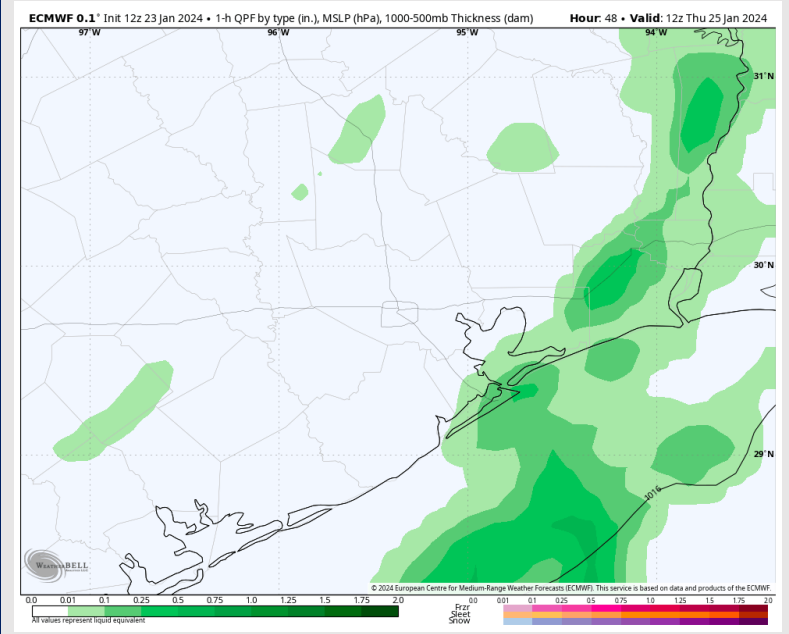 ECMWF 0.1° Init 12z 23 Jan 2024 • 1-h QPF by type (in.), MSLP (hPa), 1000-500mb Thickness (dam) Hour: 48 • Valid: 12z Thu 25 Jan 2024
97°W 96°W 95°W 94°W
31°N
30°N
29°N
1016
WEATHERBELL
© 2024 European Centre for Medium-Range Weather Forecasts (ECMWF). This service is based on data and products of the ECMWF.
0.0 0.01 0.1 0.25 0.5 0.75 1.0 1.25 1.5 1.75 2.0
All values represent liquid equivalent
0.0 0.01 0.1 0.25 0.5 0.75 1.0 1.25 1.5 1.75 2.0
Frzr
Sleet
Snow